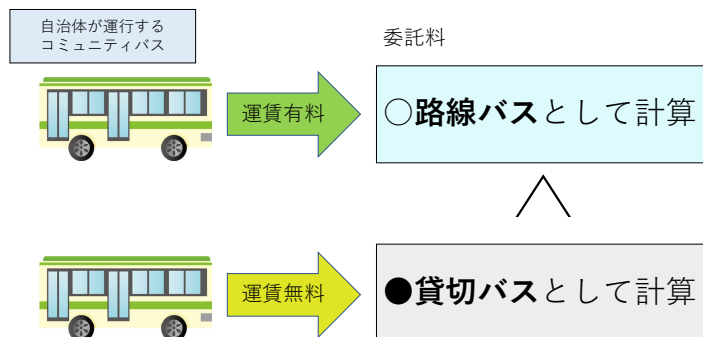 自治体が運行する
コミュニティバス
委託料
運賃有料
○路線バスとして計算
運賃無料
●貸切バスとして計算